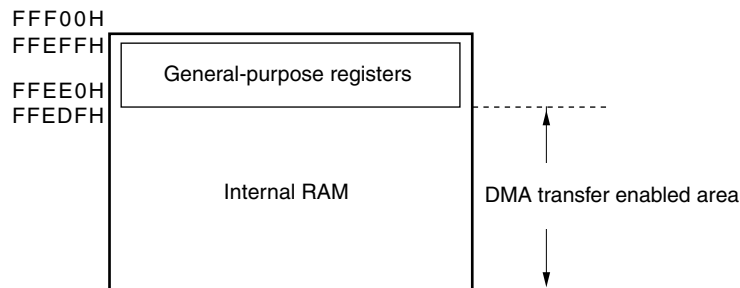 FFF00H
FFEFFH
General-purpose registers
FFEE0H
FFEDFH
Internal RAM
DMA transfer enabled area